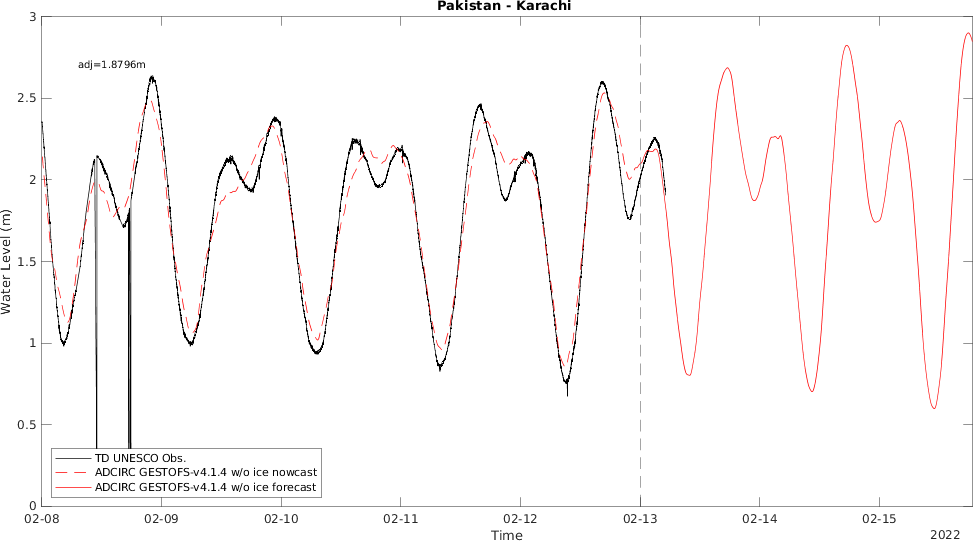 Pakistan - Karachi
adj=1.8796m
3
2.5
2
1.5
1
0.5
0
Water Level (m)
TD UNESCO Obs.
ADCIRC GESTOFS-v4.1.4 w/o ice nowcast
ADCIRC GESTOFS-v4.1.4 w/o ice forecast
02-08 02-09 02-10 02-11 02-12 02-13 02-14 02-15
Time
2022